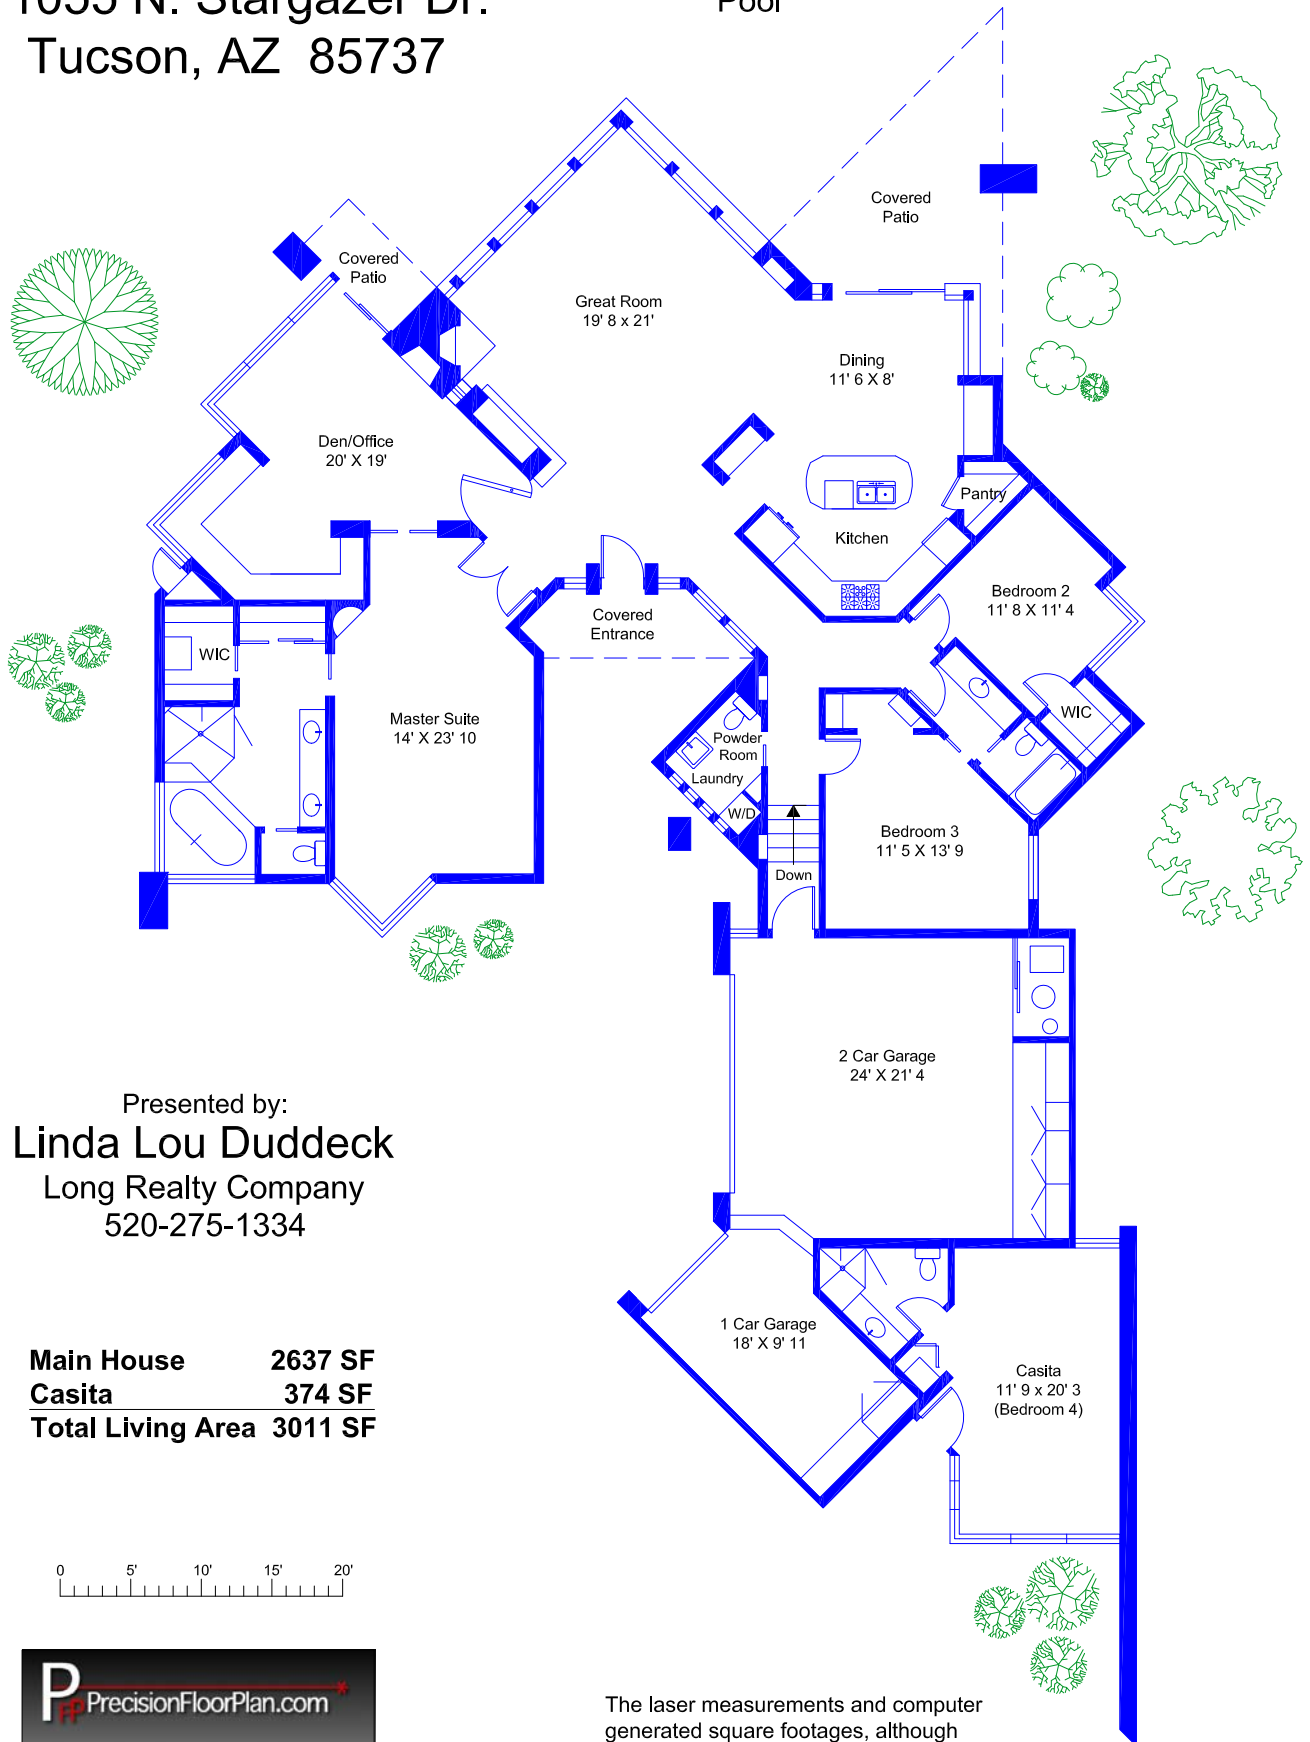 Tucson, AZ 85737
Pool
Covered
Patio
Covered
Patio
Great Room
19' 8 x 21'
Dining
11' 6 X 8'
Den/Office
20' X 19'
Pantry
Kitchen
Bedroom 2
11' 8 X 11' 4
Covered
Entrance
WIC
Master Suite
14' X 23' 10
WIC
Powder
Room
Laundry
W/D
Bedroom 3
11' 5 X 13' 9
Down
2 Car Garage
24' X 21' 4
Presented by:
Linda Lou Duddeck
Long Realty Company
520-275-1334
1 Car Garage
18' X 9' 11
Casita
11' 9 x 20' 3
(Bedroom 4)
Main House 2637 SF
Casita 374 SF
Total Living Area 3011 SF
0 5' 10' 15' 20'
PFP PrecisionFloorPlan.com
The laser measurements and computer
generated square footages, although